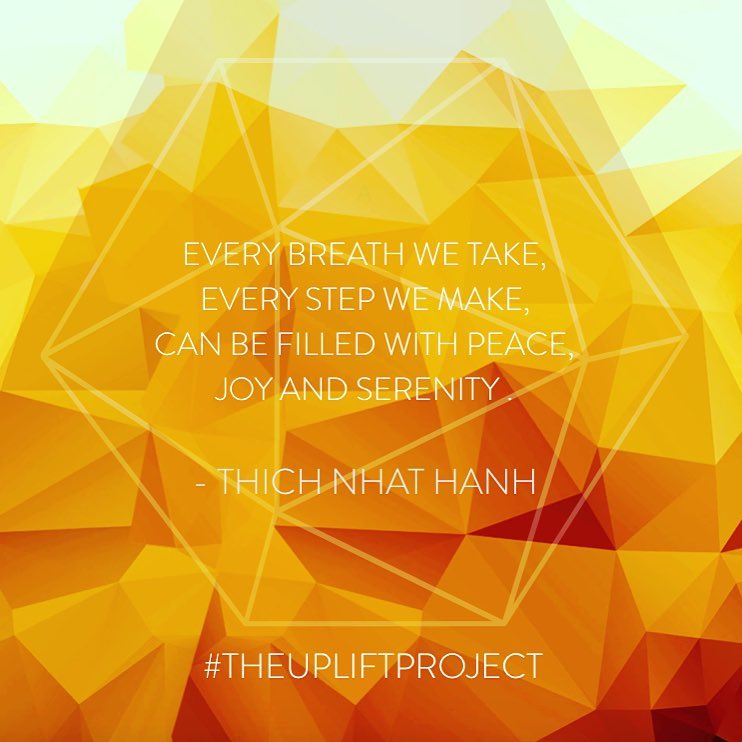 EVERY BREATH WE TAKE,
EVERY STEP WE MAKE,
CAN BE FILLED WITH PEACE,
JOY AND SERENITY .
- THICH NHAT HANH
#THEUPLIFTPROJECT